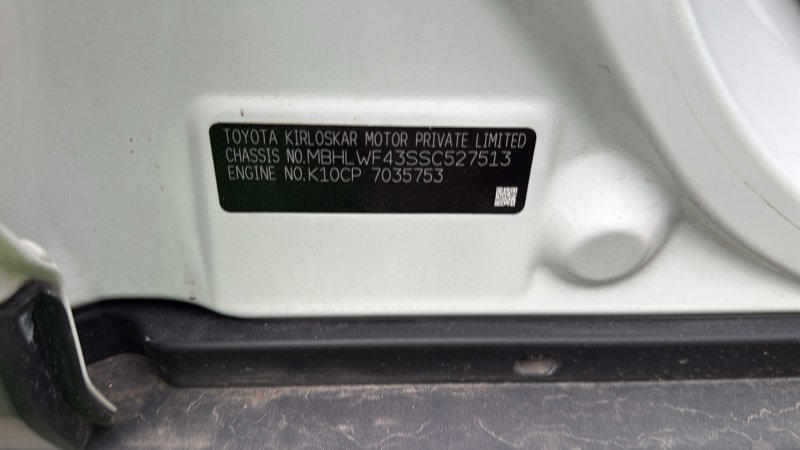 TOYOTA KIRLOSKAR MOTOR PRIVATE LIMITED
CHASSIS NO.MBHLWF43SSC527513
ENGINE NO.K10CP 7035753